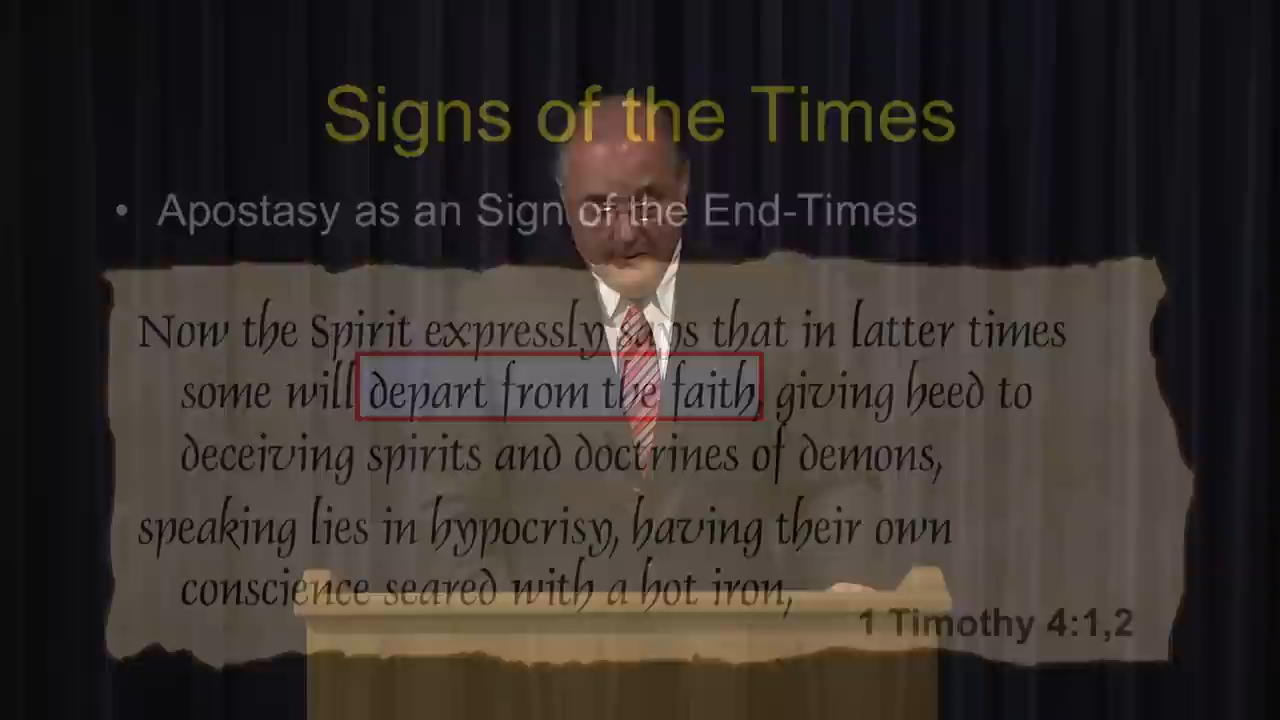 Signs of the Times
• Apostasy as an Sign of the End-Times
Now the Spirit expressly says that in latter times
some will depart from the faith, giving heed to
deceiving spirits and doctrines of demons,
speaking lies in hypocrisy, having their own
conscience seared with a hot iron,
1 Timothy 4:1,2